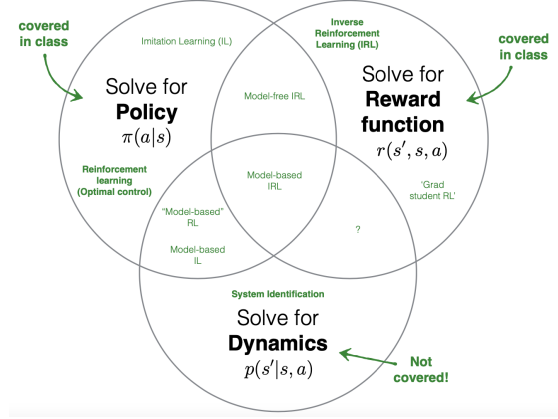 covered
in class
Imitation Learning (IL)
Solve for
Policy
π(a|s)
Reinforcement
learning
(Optimal control)
Inverse
Reinforcement
Learning (IRL)
covered
in class
Solve for
Reward
function
r(s′, s, a)
'Grad
student RL'
Model-free IRL
Model-based
IRL
"Model-based"
RL
Model-based
IL
?
System Identification
Solve for
Dynamics
p(s′|s, a)
Not
covered!